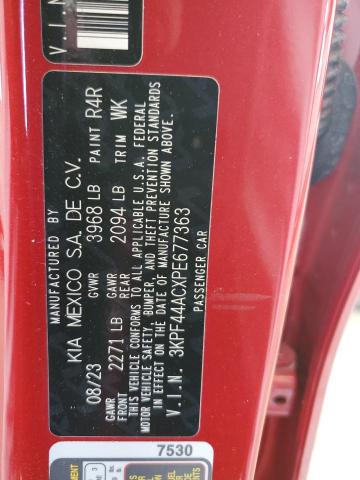 V.I.N.
MANUFACTURED BY
KIA MEXICO S.A. DE C.V.
08/23 GVWR 3968 LB PAINT R4R
GAWR FRONT 2271 LB GAWR REAR 2094 LB TRIM WK
THIS VEHICLE CONFORMS TO ALL APPLICABLE U.S.A. FEDERAL
MOTOR VEHICLE SAFETY, BUMPER, AND THEFT PREVENTION STANDARDS
IN EFFECT ON THE DATE OF MANUFACTURE SHOWN ABOVE.
V.I.N. 3KPF44ACXPE677363
PASSENGER CAR
7530